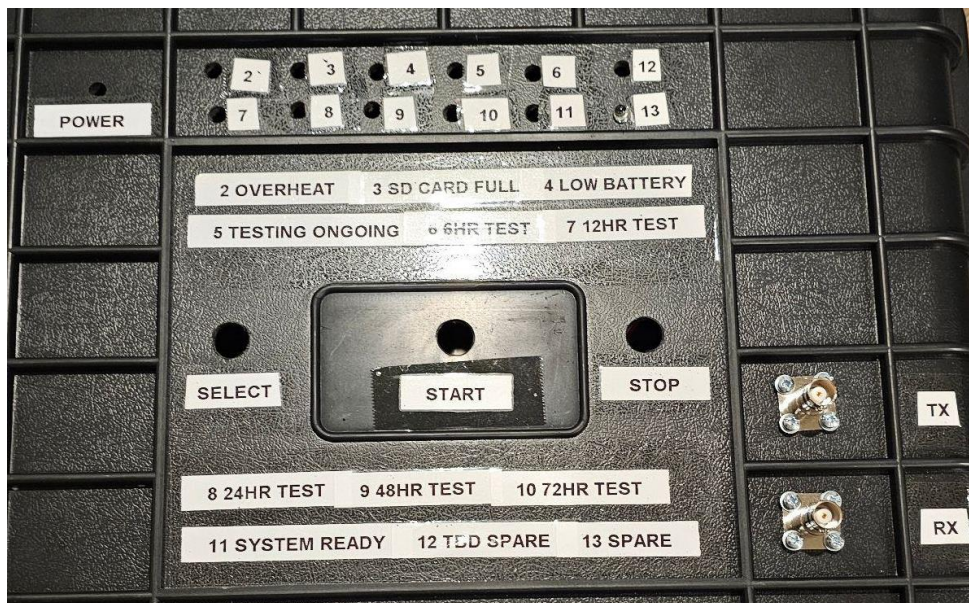 2 3 4 5 6 12
POWER 7 8 9 10 11 13
2 OVERHEAT 3 SD CARD FULL 4 LOW BATTERY
5 TESTING ONGOING 6 6HR TEST 7 12HR TEST
SELECT START STOP
TX
8 24HR TEST 9 48HR TEST 10 72HR TEST
RX
11 SYSTEM READY 12 TBD SPARE 13 SPARE